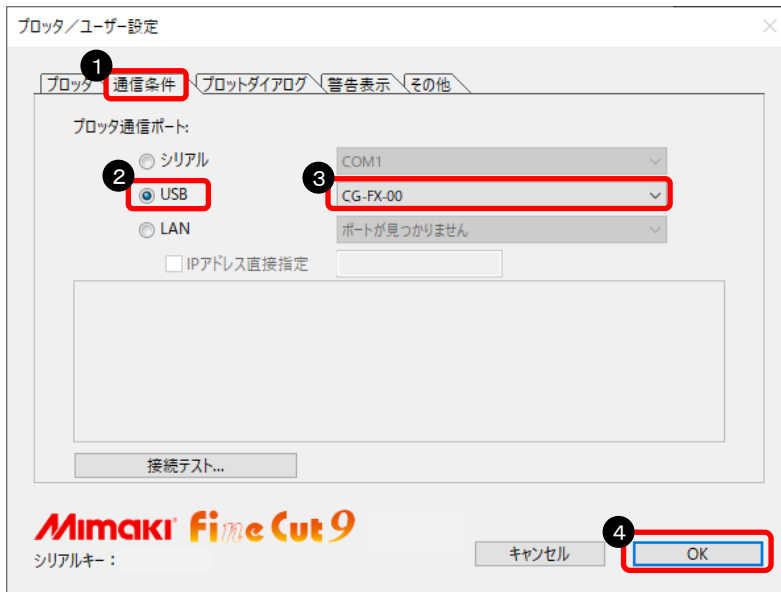 プロッタ／ユーザー設定
1
プロッタ 通信条件 プロットダイアログ 警告表示 その他
プロッタ通信ポート:
シリアル COM1
2 3
USB CG-FX-00
LAN ポートが見つかりません
IPアドレス直接指定
接続テスト...
Mimaki FineCut9
4
シリアルキー： キャンセル OK